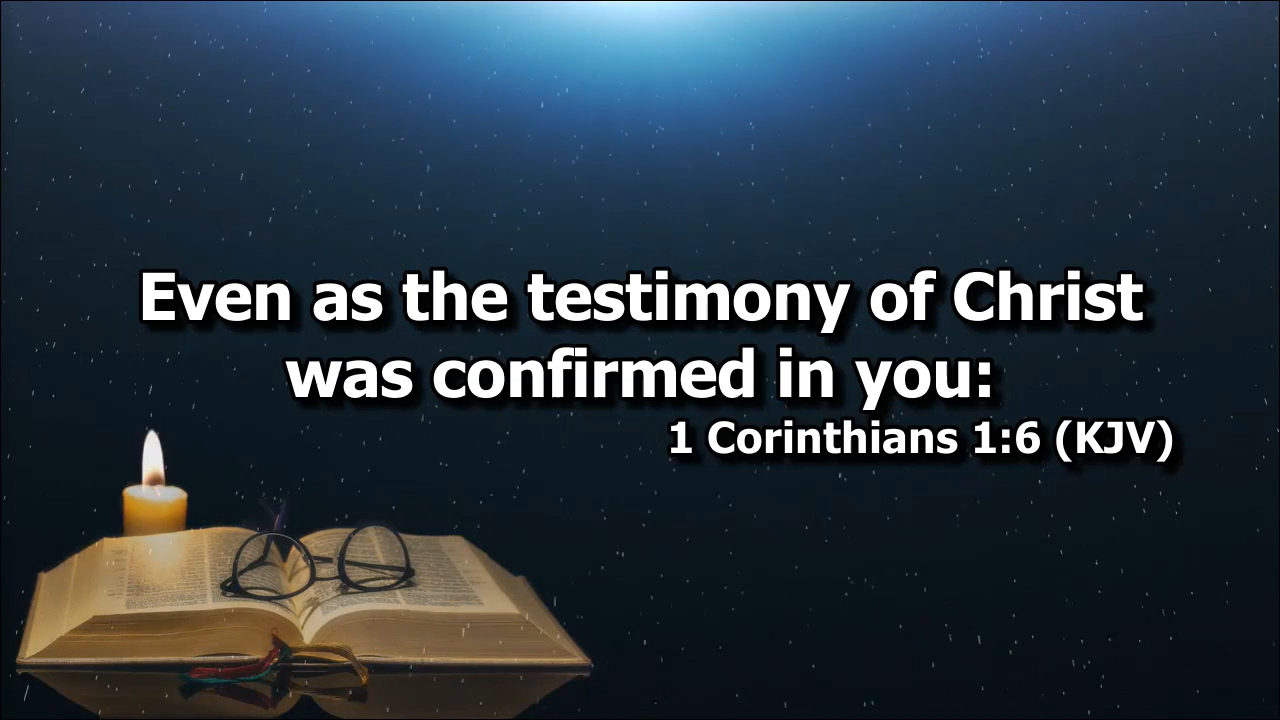 Even as the testimony of Christ
was confirmed in you:
1 Corinthians 1:6 (KJV)